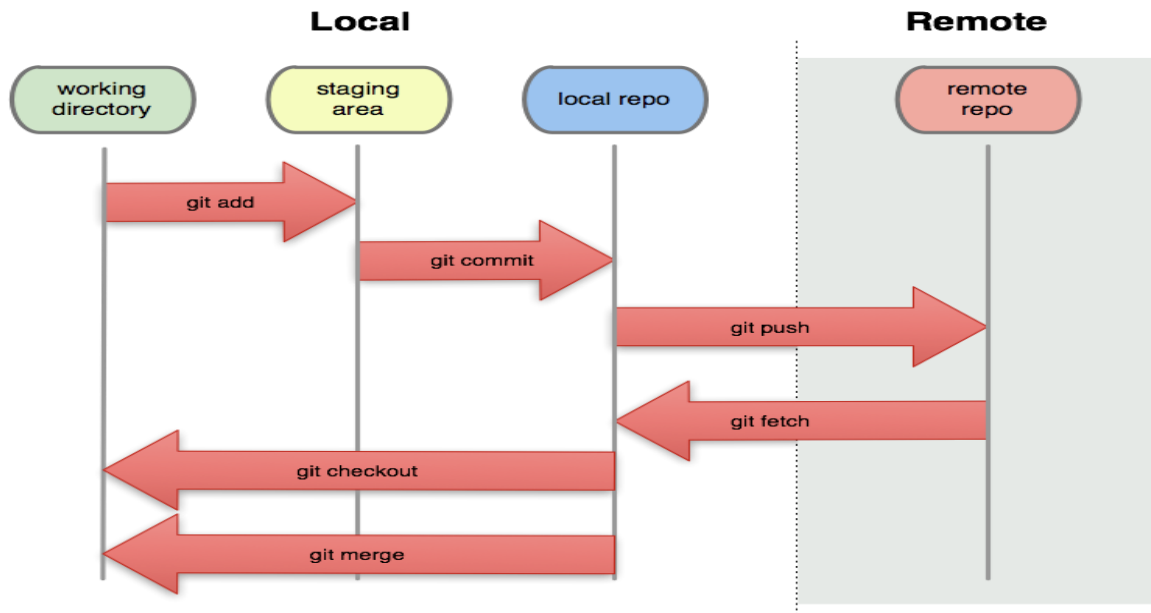 Local
Remote
working
directory
staging
area
local repo
remote
repo
git add
git commit
git push
git fetch
git checkout
git merge